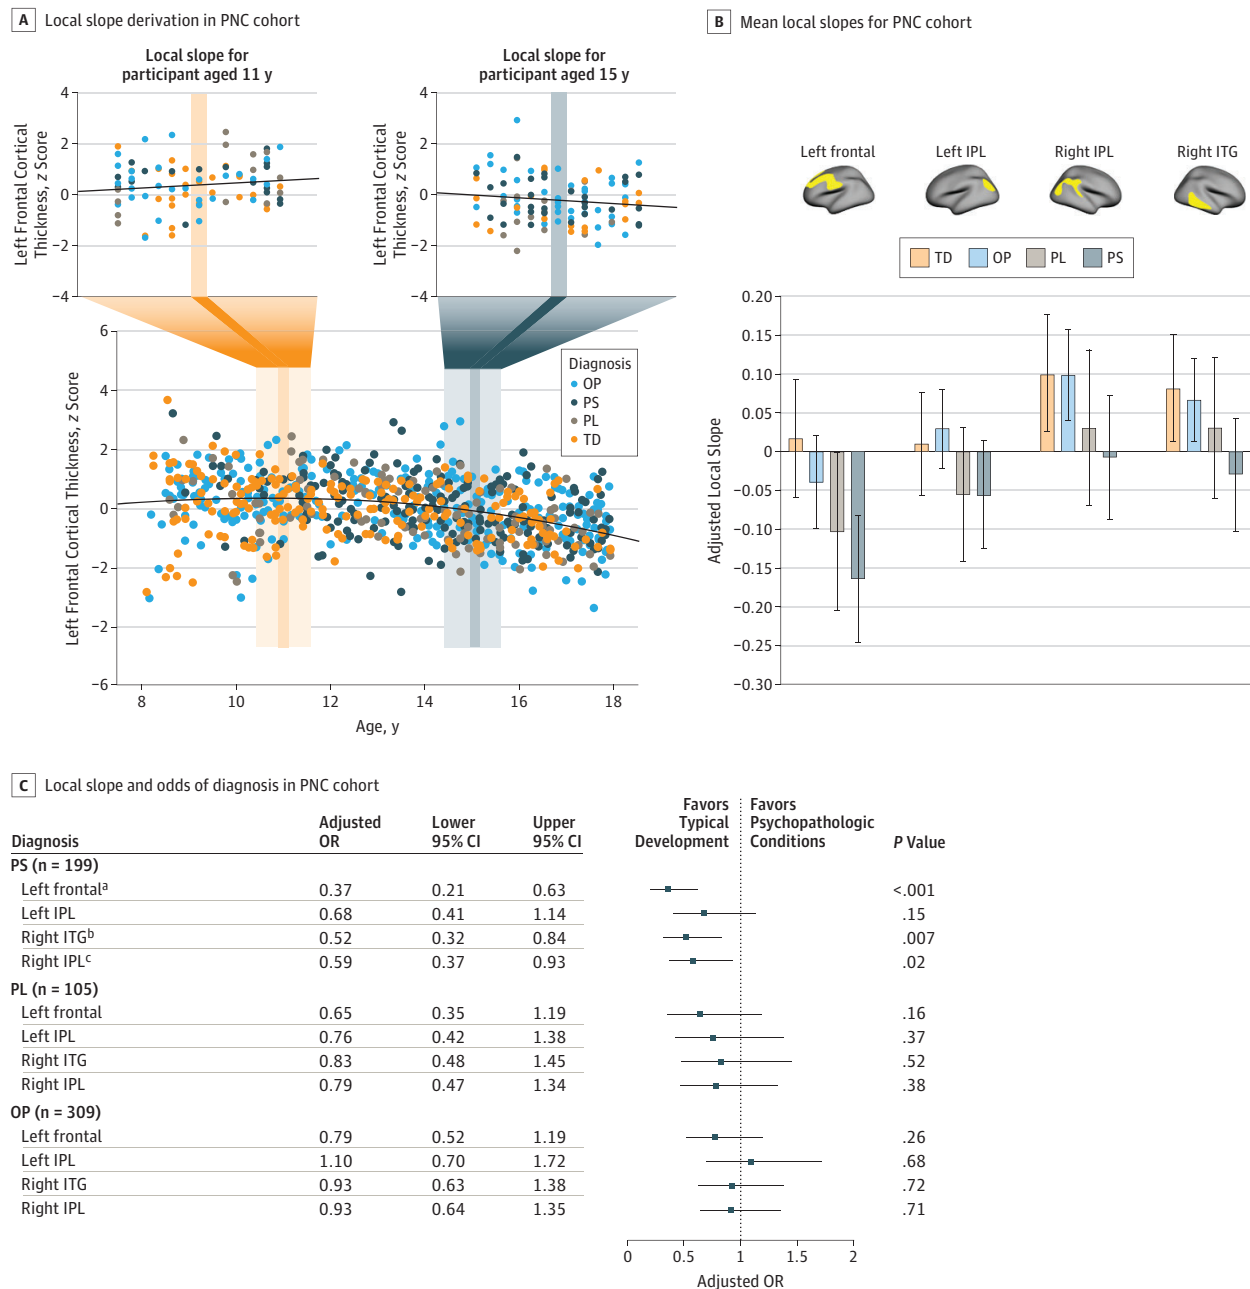 A Local slope derivation in PNC cohort
Local slope for
participant aged 11 y
Local slope for
participant aged 15 y
Left Frontal Cortical
Thickness, z Score
4
2
0
−2
−4
Left Frontal Cortical
Thickness, z Score
4
2
0
−2
−4
Left Frontal Cortical Thickness, z Score
6
4
2
0
−2
−2
−6
Diagnosis
OP
PS
PL
TD
8 10 12 14 16 18
Age, y
B Mean local slopes for PNC cohort
Left frontal Left IPL Right IPL Right ITG
TD OP PL PS
Adjusted Local Slope
0.20
0.15
0.10
0.05
0
−0.05
−0.10
−0.15
−0.20
−0.25
−0.30
C Local slope and odds of diagnosis in PNC cohort
Diagnosis
Adjusted
OR
Lower
95% CI
Upper
95% CI
Favors
Typical
Development
Favors
Psychopathologic
Conditions
P Value
PS (n = 199)
Left frontalᵃ 0.37 0.21 0.63 <.001
Left IPL 0.68 0.41 1.14 .15
Right ITGᵇ 0.52 0.32 0.84 .007
Right IPLᶜ 0.59 0.37 0.93 .02
PL (n = 105)
Left frontal 0.65 0.35 1.19 .16
Left IPL 0.76 0.42 1.38 .37
Right ITG 0.83 0.48 1.45 .52
Right IPL 0.79 0.47 1.34 .38
OP (n = 309)
Left frontal 0.79 0.52 1.19 .26
Left IPL 1.10 0.70 1.72 .68
Right ITG 0.93 0.63 1.38 .72
Right IPL 0.93 0.64 1.35 .71
0 0.5 1 1.5 2
Adjusted OR